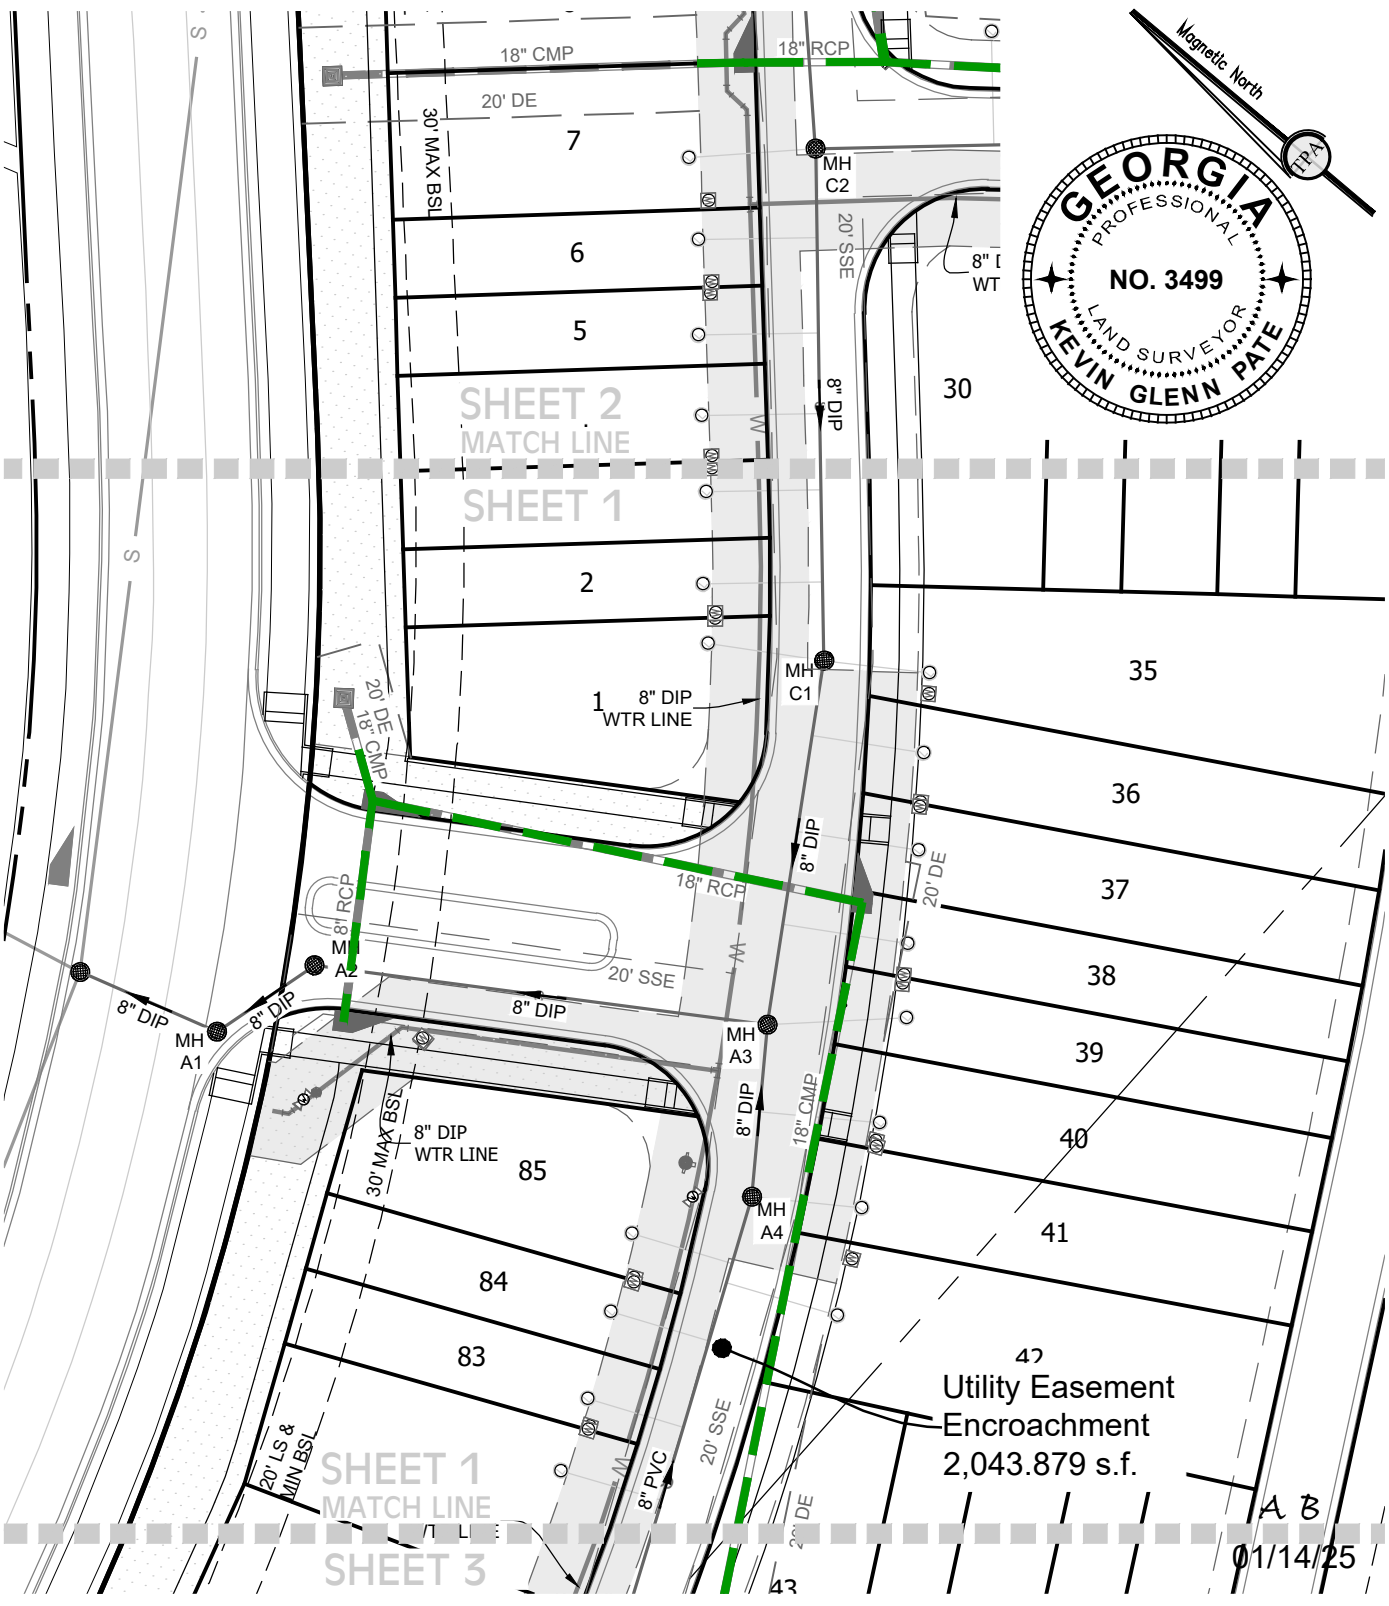 S
18" CMP
18" RCP
20' DE
30' MAX BSL
7
MH
C2
Magnetic North
TPA
GEORGIA
PROFESSIONAL
NO. 3499
LAND SURVEYOR
KEVIN GLENN PATE
6
20' SSE
8" D
WT
5
8" DIP
30
SHEET 2
MATCH LINE
W
SHEET 1
S
2
MH
C1
35
1
8" DIP
WTR LINE
20' DE
18" CMP
36
8" DIP
18" RCP
37
20' DE
8" RCP
W
MH
A2
20' SSE
38
8" DIP
8" DIP
8" DIP
MH
A1
MH
A3
39
8" DIP
18" CMP
30' MAX BSL
8" DIP
WTR LINE
85
40
MH
A4
41
84
83
42
Utility Easement
Encroachment
2,043.879 s.f.
20' LS &
MIN BSL
20' SSE
8" PVC
W
SHEET 1
MATCH LINE
WTR LINE
SHEET 3
20' DE
43
A B
01/14/25